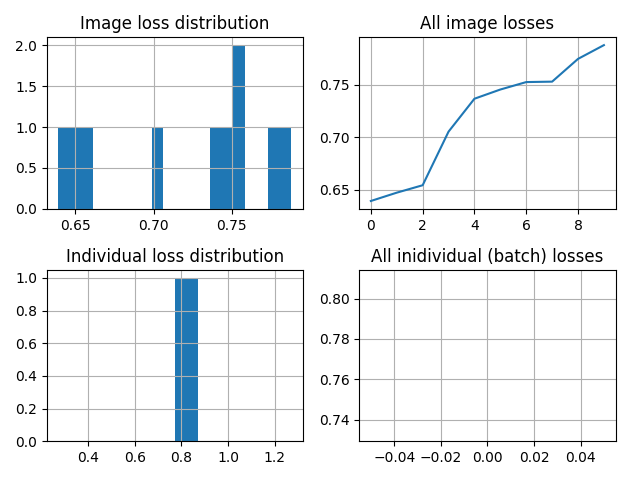 Image loss distribution
2.0
1.5
1.0
0.5
0.0
0.65 0.70 0.75
All image losses
0.75
0.70
0.65
0 2 4 6 8
Individual loss distribution
1.0
0.8
0.6
0.4
0.2
0.0
0.4 0.6 0.8 1.0 1.2
All inidividual (batch) losses
0.80
0.78
0.76
0.74
−0.04 −0.02 0.00 0.02 0.04